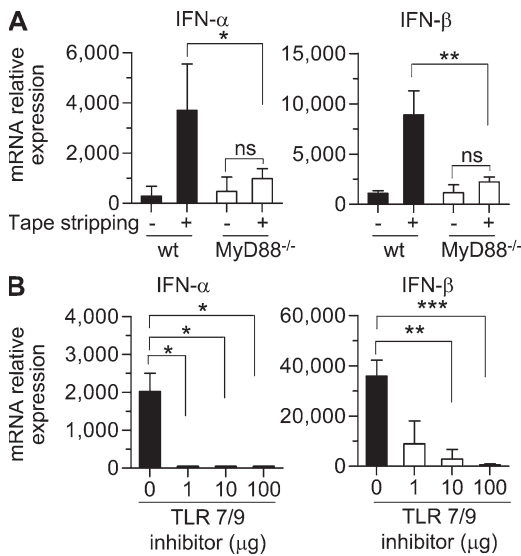 A
IFN-α
IFN-β
mRNA relative
expression
6,000
4,000
2,000
0
*
ns
15,000
10,000
5,000
0
**
ns
Tape stripping - + - + - + - +
wt MyD88-/- wt MyD88-/-
B
IFN-α
IFN-β
mRNA relative
expression
4,000
3,000
2,000
1,000
0
*
*
*
60,000
40,000
20,000
0
***
**
0 1 10 100 0 1 10 100
TLR 7/9 TLR 7/9
inhibitor (μg) inhibitor (μg)